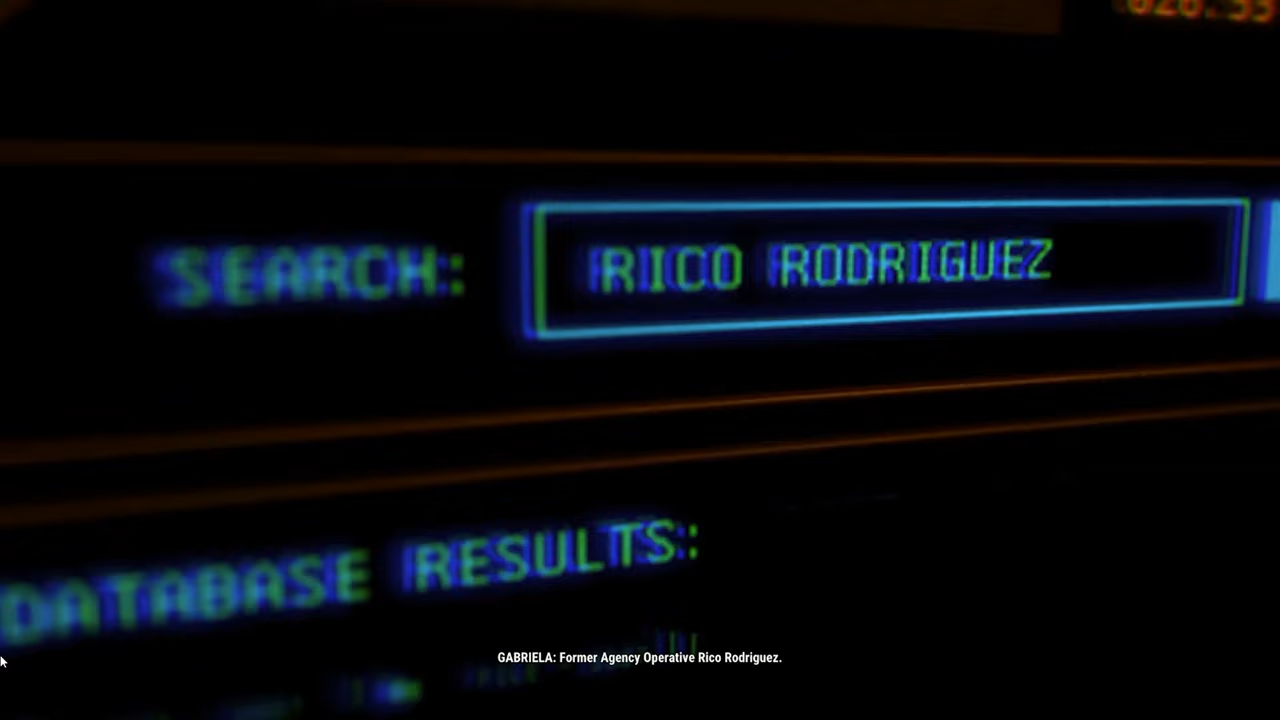 SEARCH: RICO RODRIGUEZ
DATABASE RESULTS:
GABRIELA: Former Agency Operative Rico Rodriguez.